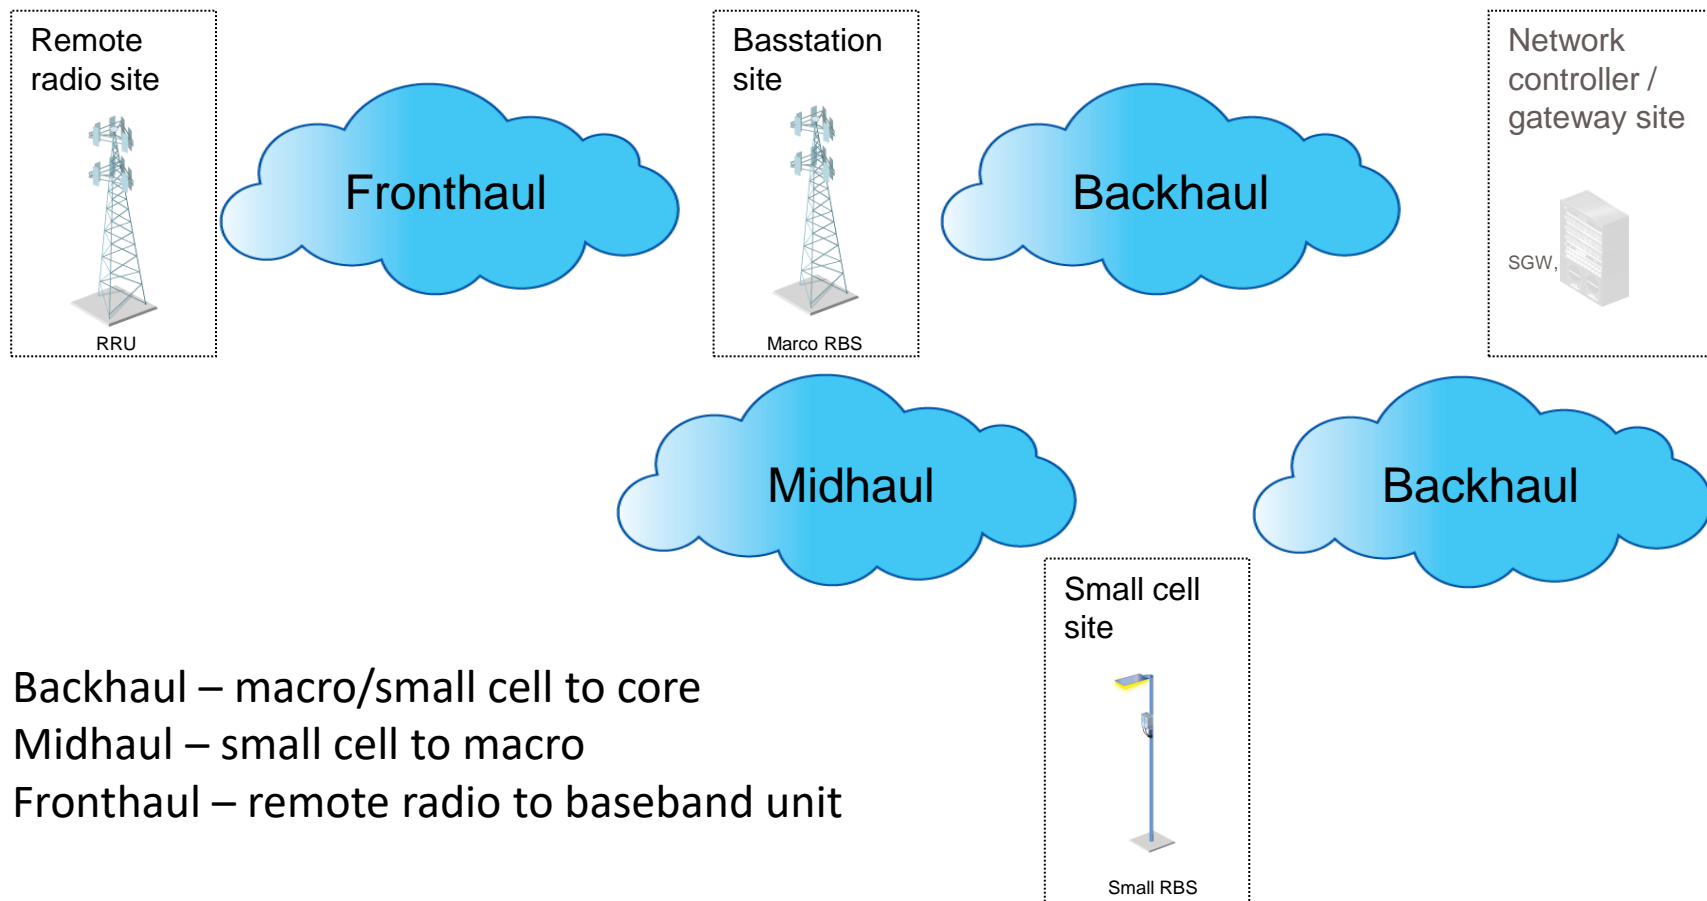 Remote
radio site
RRU
Fronthaul
Basstation
site
Marco RBS
Backhaul
Network
controller /
gateway site
SGW,
Midhaul
Backhaul
Small cell
site
Small RBS
Backhaul – macro/small cell to core
Midhaul – small cell to macro
Fronthaul – remote radio to baseband unit